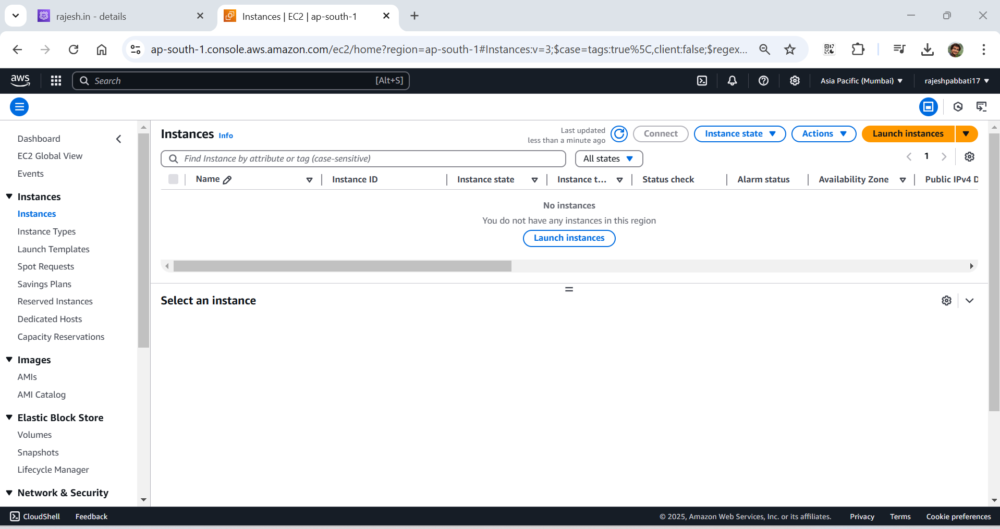 rajesh.in - details
Instances | EC2 | ap-south-1
ap-south-1.console.aws.amazon.com/ec2/home?region=ap-south-1#Instances:v=3;$case=tags:true%5C,client:false;$regex...
aws
Search [Alt+S]
Asia Pacific (Mumbai)
rajeshpabbati17
Dashboard
EC2 Global View
Events
Instances
Instances
Instance Types
Launch Templates
Spot Requests
Savings Plans
Reserved Instances
Dedicated Hosts
Capacity Reservations
Images
AMIs
AMI Catalog
Elastic Block Store
Volumes
Snapshots
Lifecycle Manager
Network & Security
Instances Info
Last updated
less than a minute ago
Connect
Instance state
Actions
Launch instances
Find Instance by attribute or tag (case-sensitive)
All states
1
Name Instance ID Instance state Instance t... Status check Alarm status Availability Zone Public IPv4 D
No instances
You do not have any instances in this region
Launch instances
Select an instance
CloudShell Feedback © 2025, Amazon Web Services, Inc. or its affiliates. Privacy Terms Cookie preferences